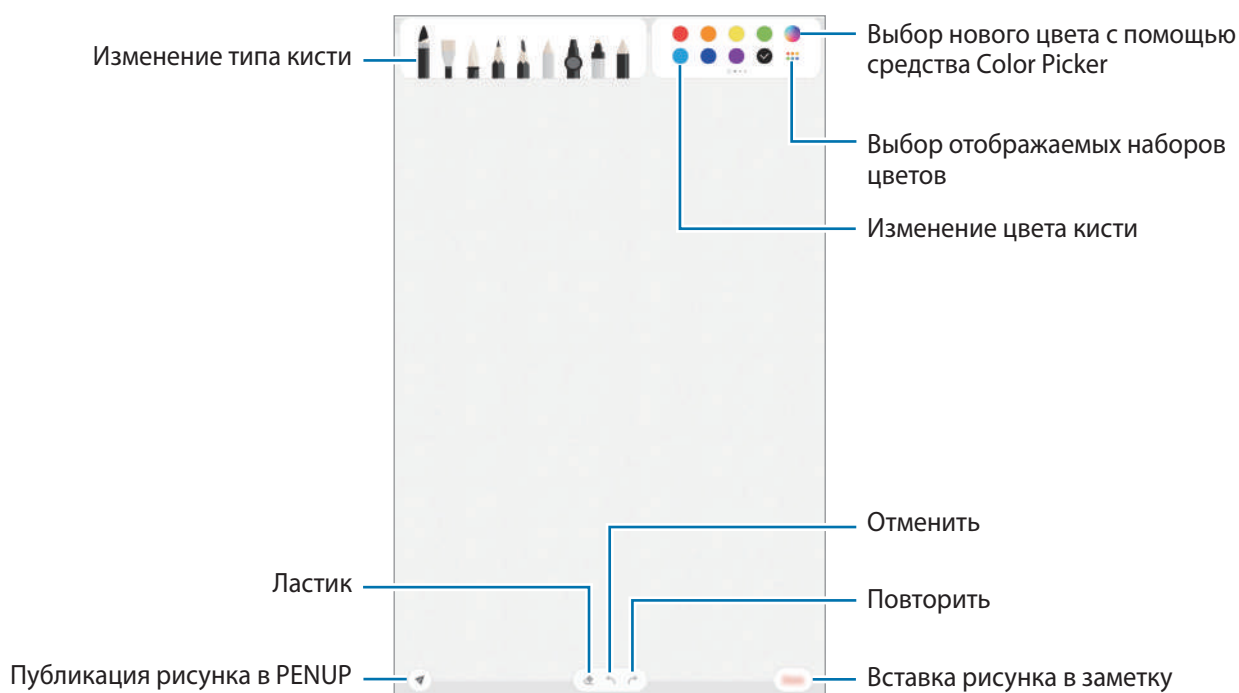 Изменение типа кисти
Выбор нового цвета с помощью
средства Color Picker
Выбор отображаемых наборов
цветов
Изменение цвета кисти
Отменить
Ластик
Повторить
Публикация рисунка в PENUP
Вставка рисунка в заметку